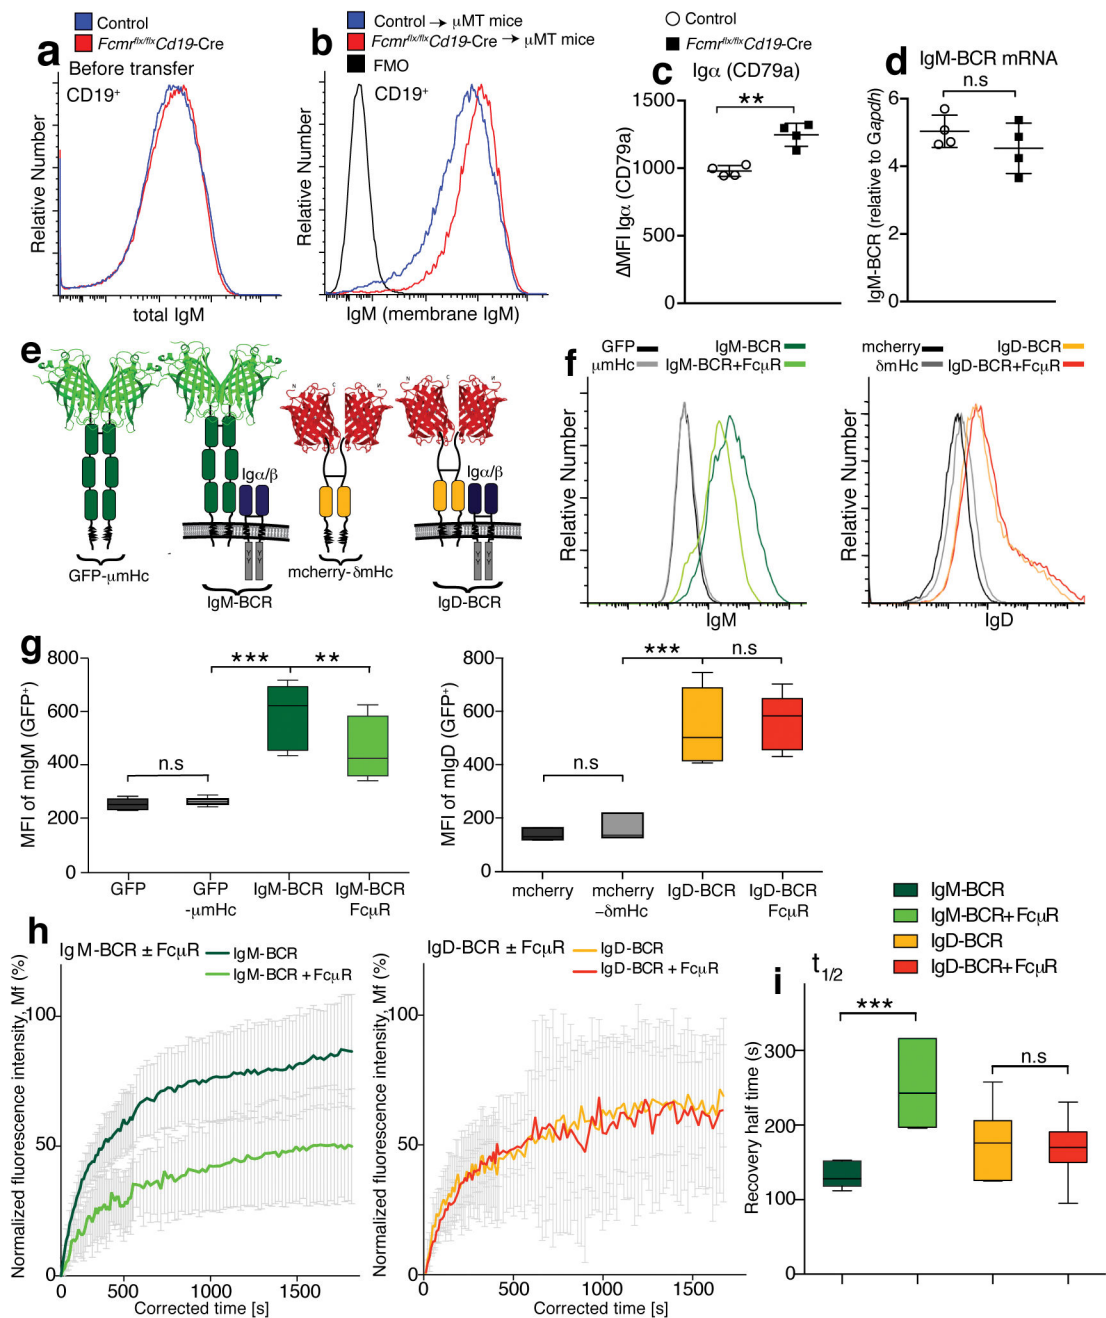 a
Control
Fcmrflx/flxCd19-Cre
Before transfer
CD19+
Relative Number
total IgM
b
Control → μMT mice
Fcmrflx/flxCd19-Cre → μMT mice
FMO
CD19+
Relative Number
IgM (membrane IgM)
Control
Fcmrflx/flxCd19-Cre
c
Igα (CD79a)
**
ΔMFI Igα (CD79a)
1500
1000
500
0
d
IgM-BCR mRNA
n.s
IgM-BCR (relative to Gapdh)
6
4
2
0
e
GFP-μmHc
Igα/β
IgM-BCR
N C N
mcherry-δmHc
N C N
Igα/β
IgD-BCR
f
GFP
μmHc
IgM-BCR
IgM-BCR+FcμR
Relative Number
IgM
mcherry
δmHc
IgD-BCR
IgD-BCR+FcμR
Relative Number
IgD
g
MFI of mIgM (GFP+)
800
600
400
200
0
n.s
***
**
GFP
GFP
-μmHc
IgM-BCR
IgM-BCR
FcμR
MFI of mIgD (GFP+)
800
600
400
200
0
n.s
***
n.s
mcherry
mcherry
-δmHc
IgD-BCR
IgD-BCR
FcμR
h
IgM-BCR ± FcμR
IgM-BCR
IgM-BCR + FcμR
Normalized fluorescence intensity, Mf (%)
100
50
0
0 500 1000 1500
Corrected time [s]
IgD-BCR ± FcμR
IgD-BCR
IgD-BCR + FcμR
Normalized fluorescence intensity, Mf (%)
100
50
0
0 500 1000 1500
Corrected time [s]
IgM-BCR
IgM-BCR+FcμR
IgD-BCR
IgD-BCR+FcμR
i
t1/2
***
n.s
Recovery half time (s)
300
200
100
0